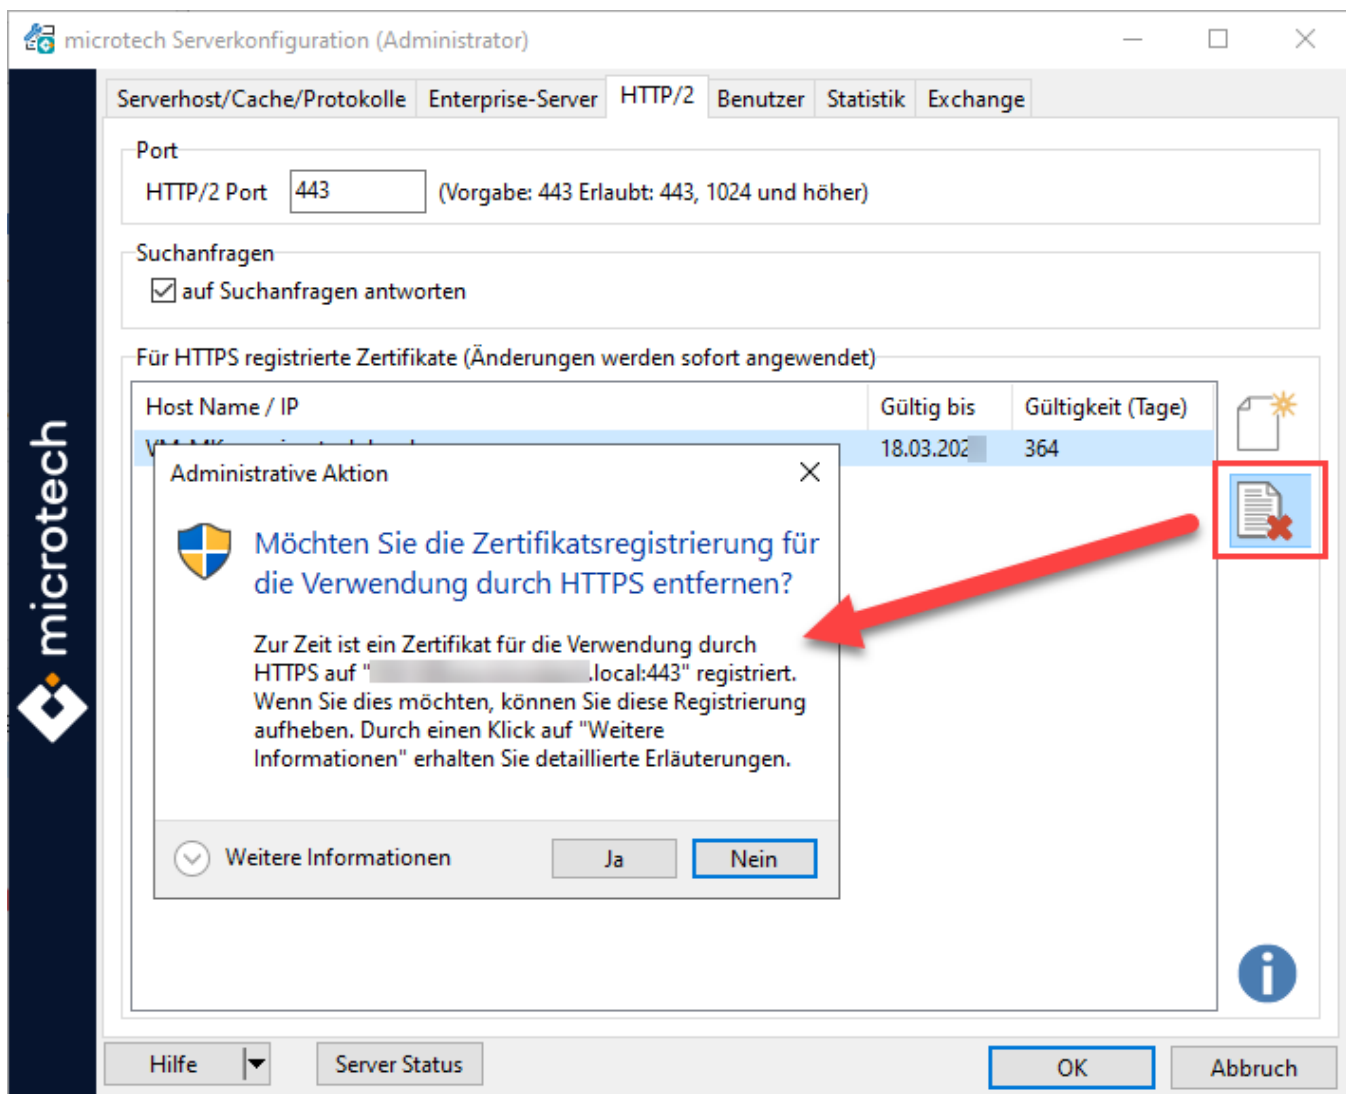 microtech Serverkonfiguration (Administrator)
Serverhost/Cache/Protokolle Enterprise-Server HTTP/2 Benutzer Statistik Exchange
Port
HTTP/2 Port 443 (Vorgabe: 443 Erlaubt: 443, 1024 und höher)
Suchanfragen
auf Suchanfragen antworten
Für HTTPS registrierte Zertifikate (Änderungen werden sofort angewendet)
Host Name / IP Gültig bis Gültigkeit (Tage)
18.03.202 364
Administrative Aktion
Möchten Sie die Zertifikatsregistrierung für
die Verwendung durch HTTPS entfernen?
Zur Zeit ist ein Zertifikat für die Verwendung durch
HTTPS auf " .local:443" registriert.
Wenn Sie dies möchten, können Sie diese Registrierung
aufheben. Durch einen Klick auf "Weitere
Informationen" erhalten Sie detaillierte Erläuterungen.
Weitere Informationen Ja Nein
microtech
Hilfe Server Status OK Abbruch